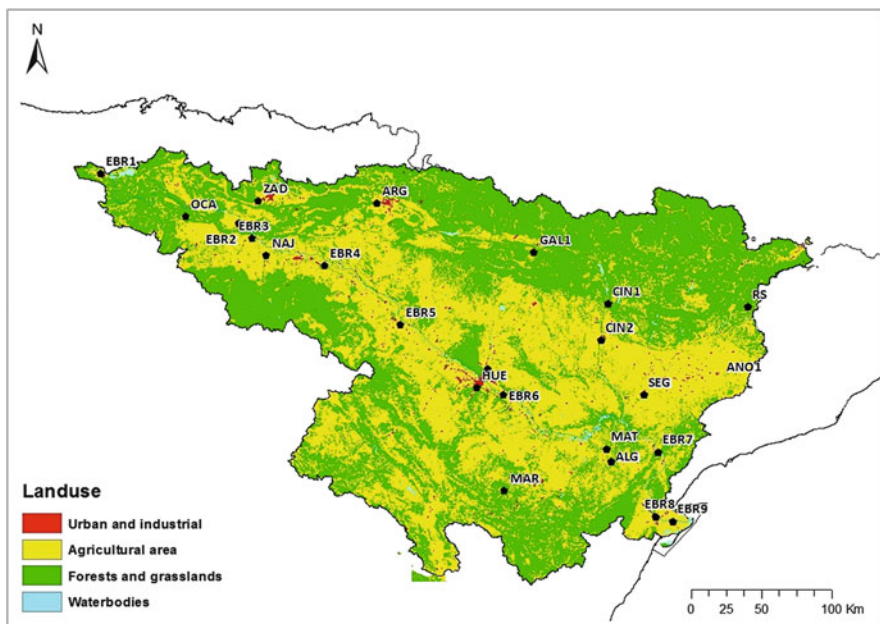 N
EBR1
ZAD
ARG
OCA
EBR3
EBR2
NAJ
GAL1
EBR4
CIN1
RS
EBR5
CIN2
ANO1
HUE
SEG
EBR6
MAT
EBR7
ALG
MAR
EBR8
EBR9
Landuse
Urban and industrial
Agricultural area
Forests and grasslands
Waterbodies
0 25 50 100 Km